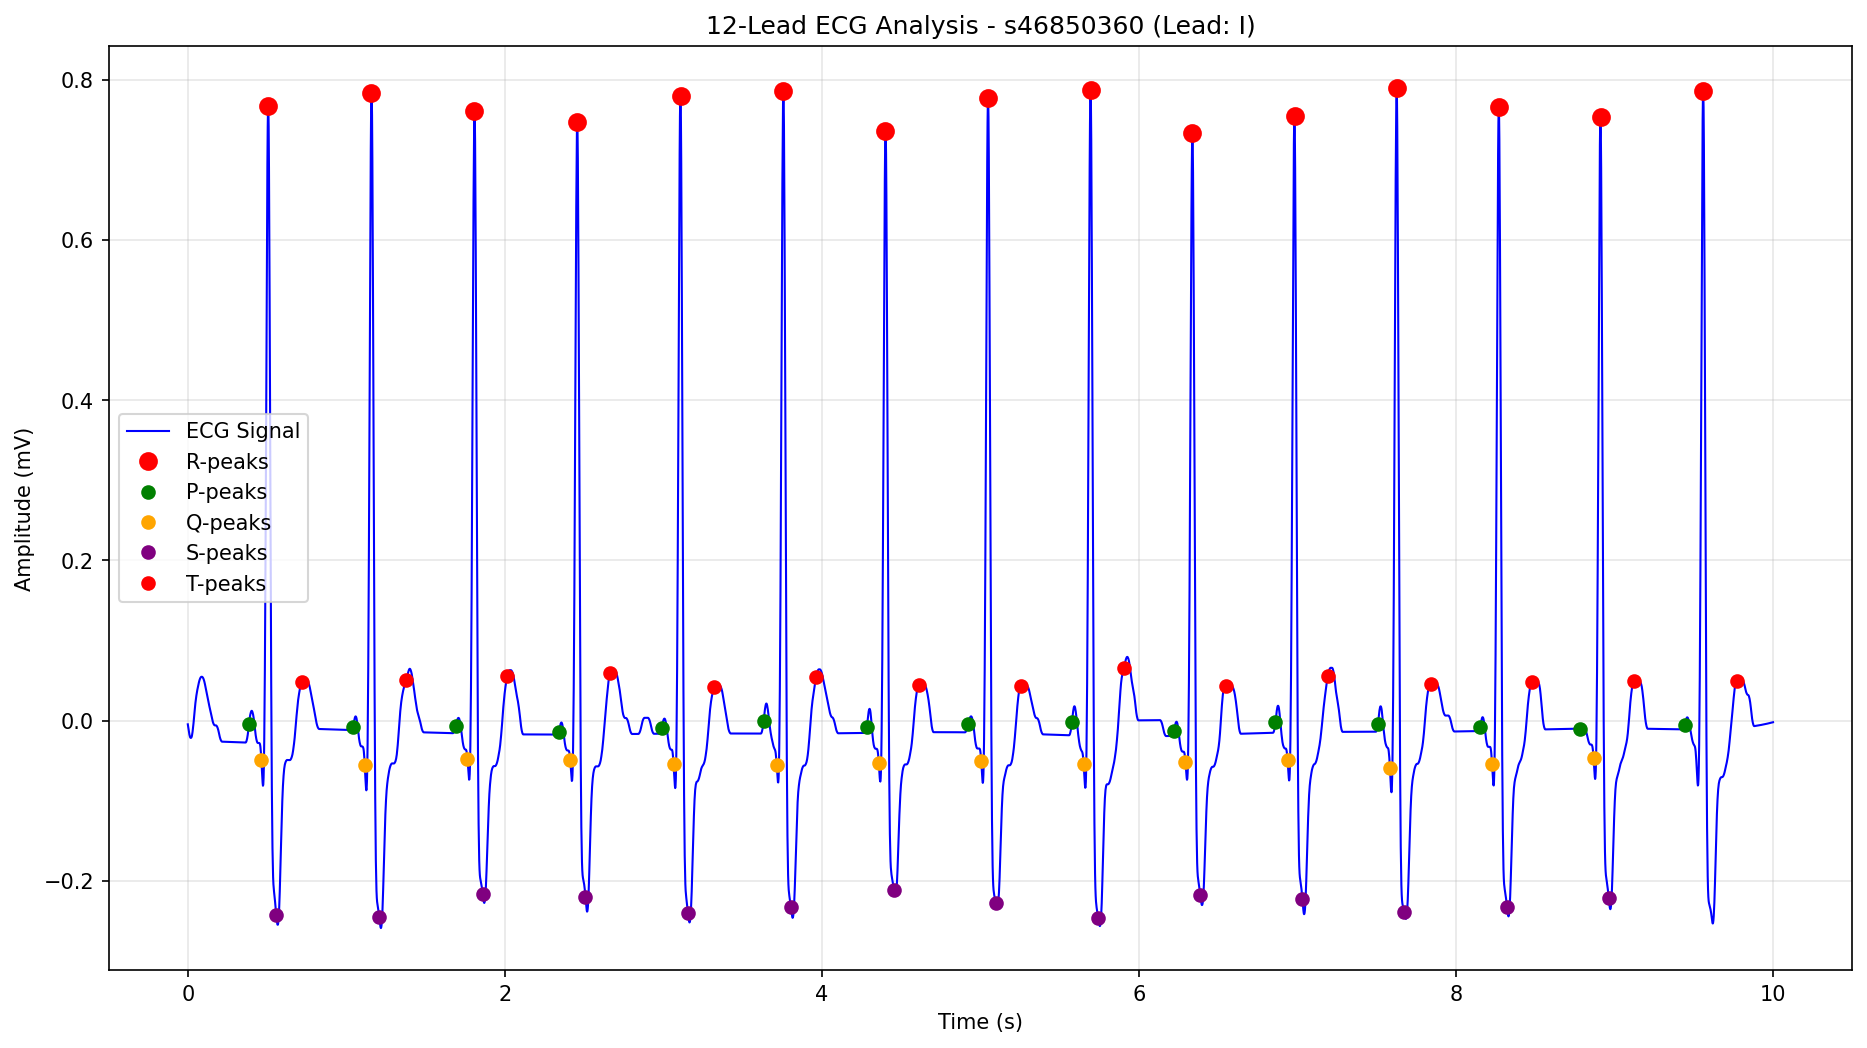 12-Lead ECG Analysis - s46850360 (Lead: I)
0.8
0.6
0.4
0.2
0.0
−0.2
Amplitude (mV)
ECG Signal
R-peaks
P-peaks
Q-peaks
S-peaks
T-peaks
0 2 4 6 8 10
Time (s)